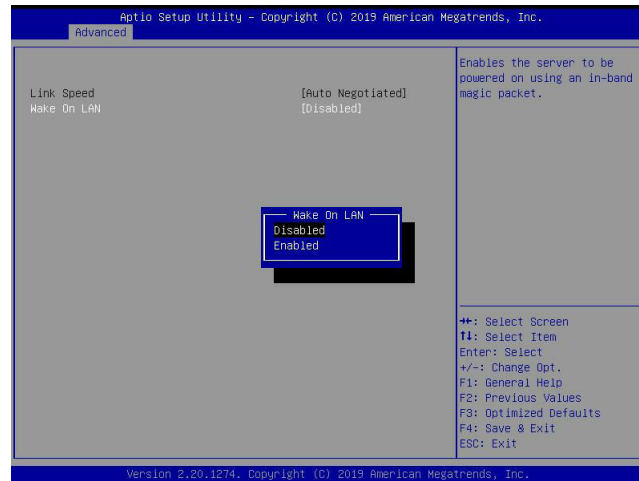 Aptio Setup Utility – Copyright (C) 2019 American Megatrends, Inc.
Advanced
Link Speed [Auto Negotiated]
Wake On LAN [Disabled]
Enables the server to be
powered on using an in-band
magic packet.
Wake On LAN
Disabled
Enabled
→←: Select Screen
↑↓: Select Item
Enter: Select
+/-: Change Opt.
F1: General Help
F2: Previous Values
F3: Optimized Defaults
F4: Save & Exit
ESC: Exit
Version 2.20.1274. Copyright (C) 2019 American Megatrends, Inc.